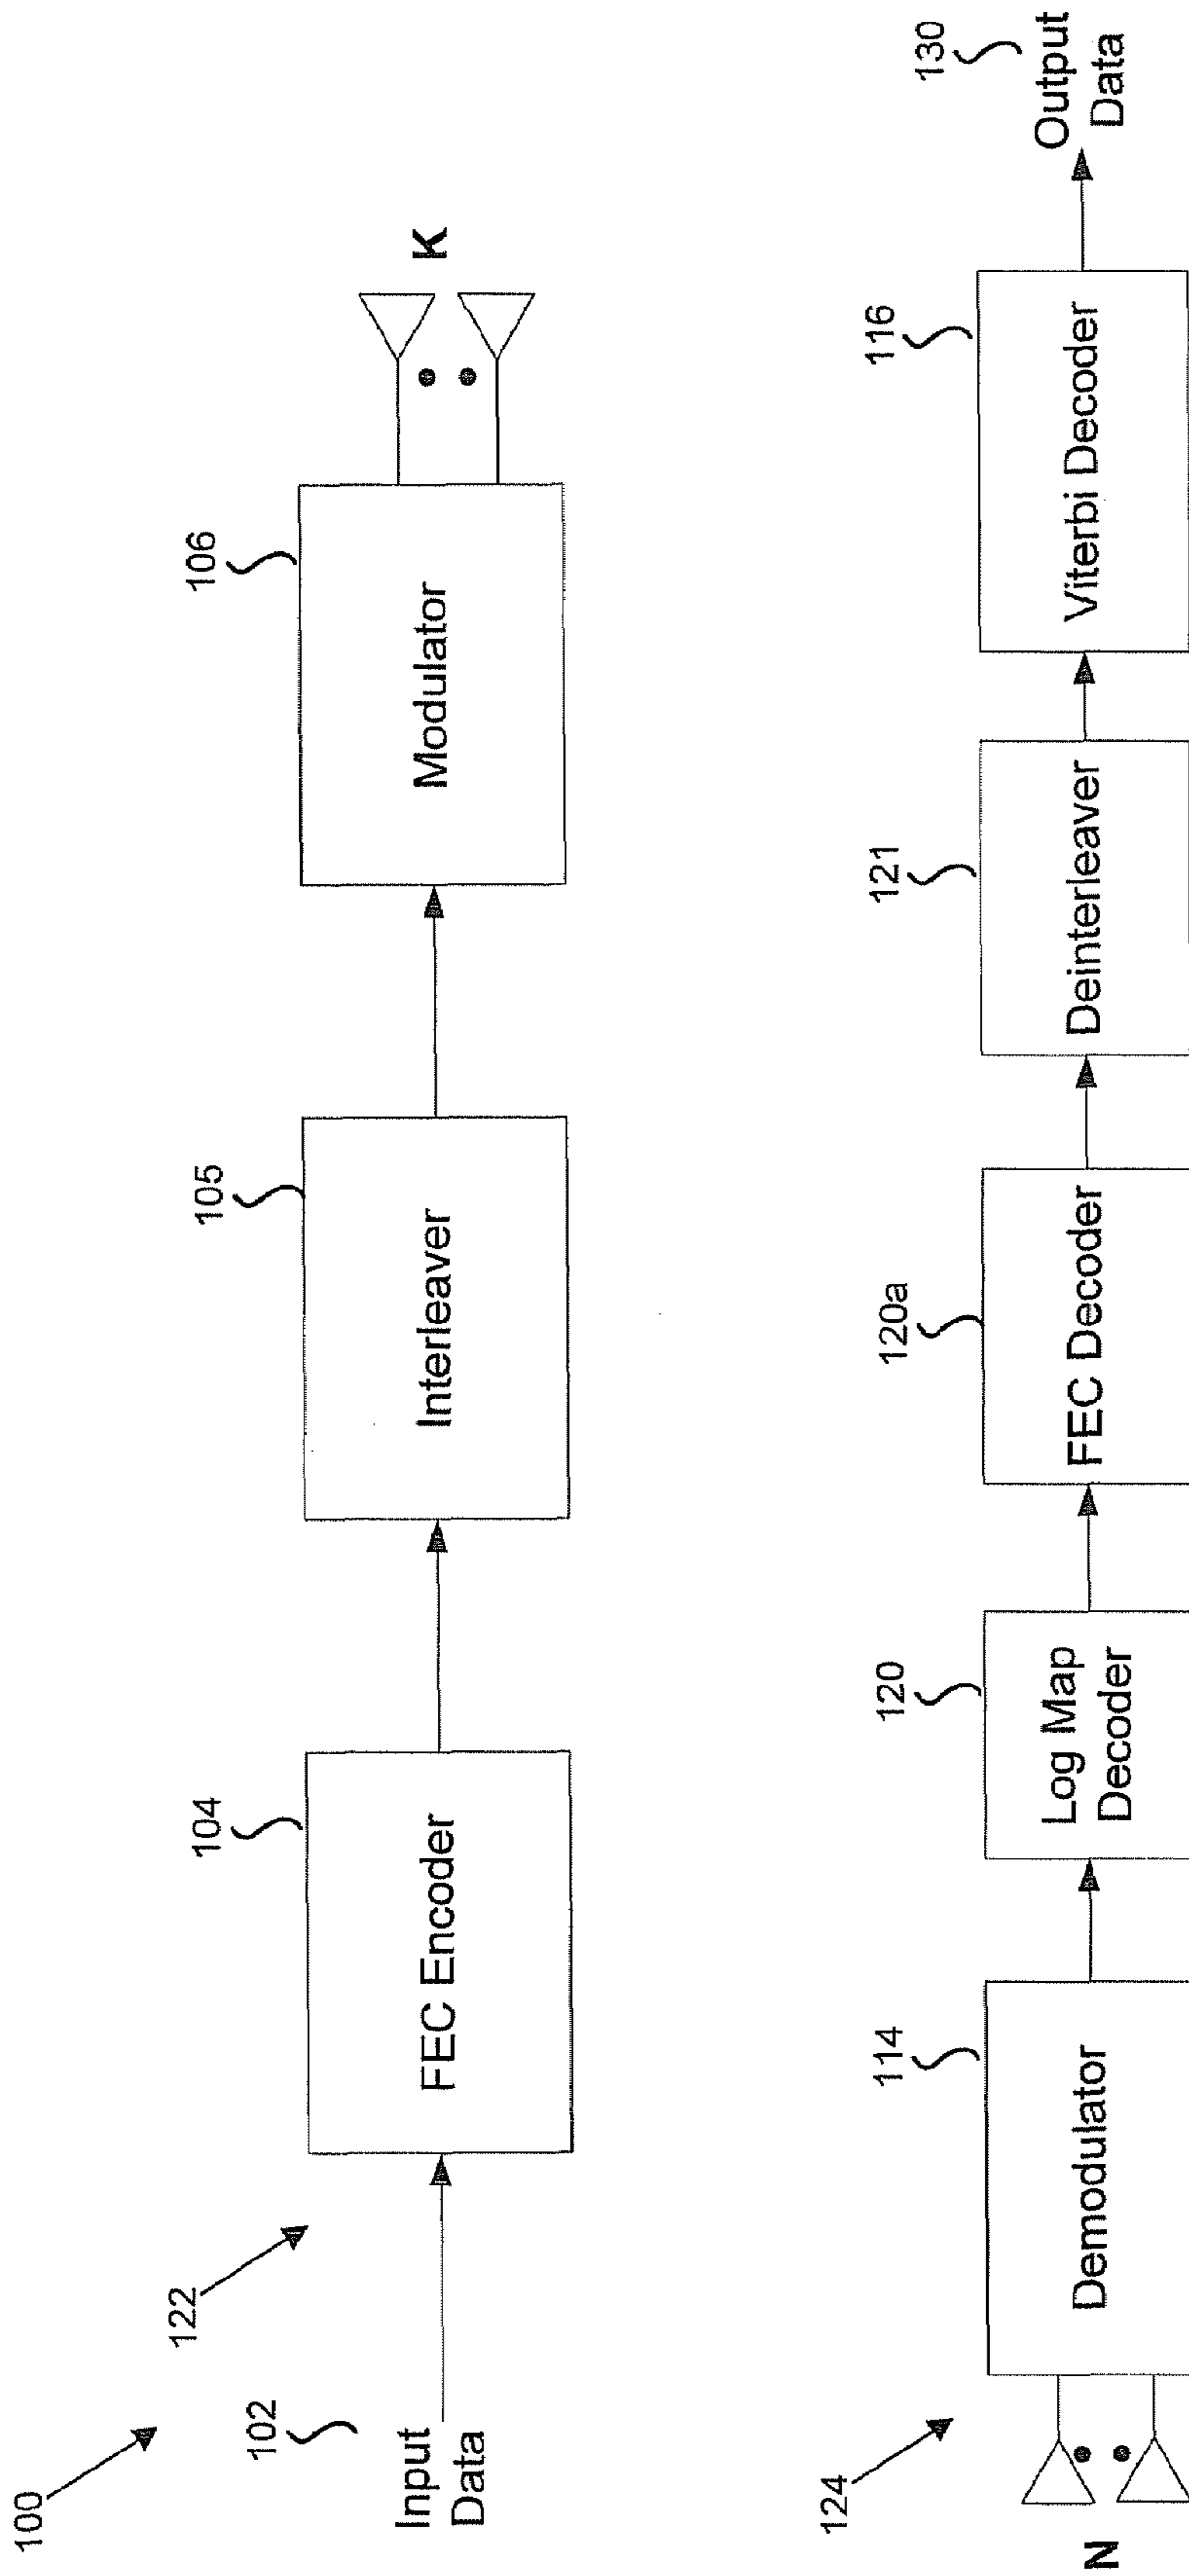 100
122
102
Input
Data
104
FEC Encoder
105
Interleaver
106
Modulator
K
124
N
114
Demodulator
120
Log Map
Decoder
120a
FEC Decoder
121
Deinterleaver
116
Viterbi Decoder
130
Output
Data